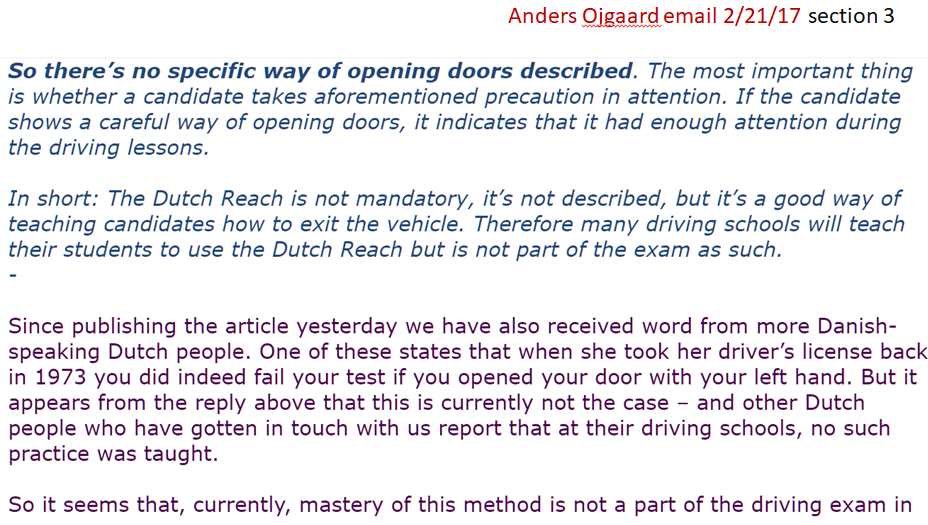 Anders Ojgaard email 2/21/17 section 3
So there’s no specific way of opening doors described. The most important thing
is whether a candidate takes aforementioned precaution in attention. If the candidate
shows a careful way of opening doors, it indicates that it had enough attention during
the driving lessons.
In short: The Dutch Reach is not mandatory, it’s not described, but it’s a good way of
teaching candidates how to exit the vehicle. Therefore many driving schools will teach
their students to use the Dutch Reach but is not part of the exam as such.
-
Since publishing the article yesterday we have also received word from more Danish-
speaking Dutch people. One of these states that when she took her driver’s license back
in 1973 you did indeed fail your test if you opened your door with your left hand. But it
appears from the reply above that this is currently not the case – and other Dutch
people who have gotten in touch with us report that at their driving schools, no such
practice was taught.
So it seems that, currently, mastery of this method is not a part of the driving exam in